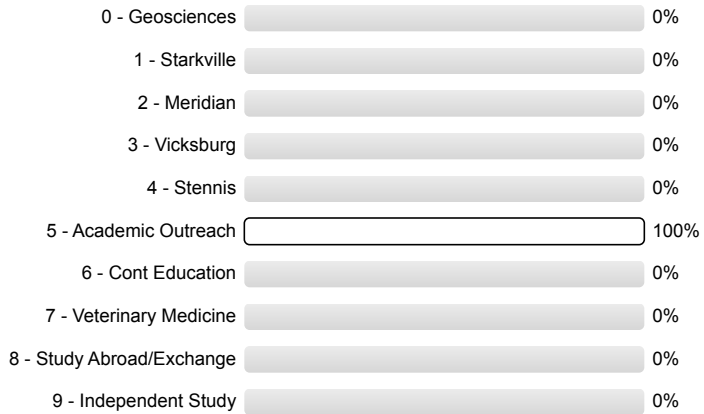 0 - Geosciences 0%
1 - Starkville 0%
2 - Meridian 0%
3 - Vicksburg 0%
4 - Stennis 0%
5 - Academic Outreach 100%
6 - Cont Education 0%
7 - Veterinary Medicine 0%
8 - Study Abroad/Exchange 0%
9 - Independent Study 0%